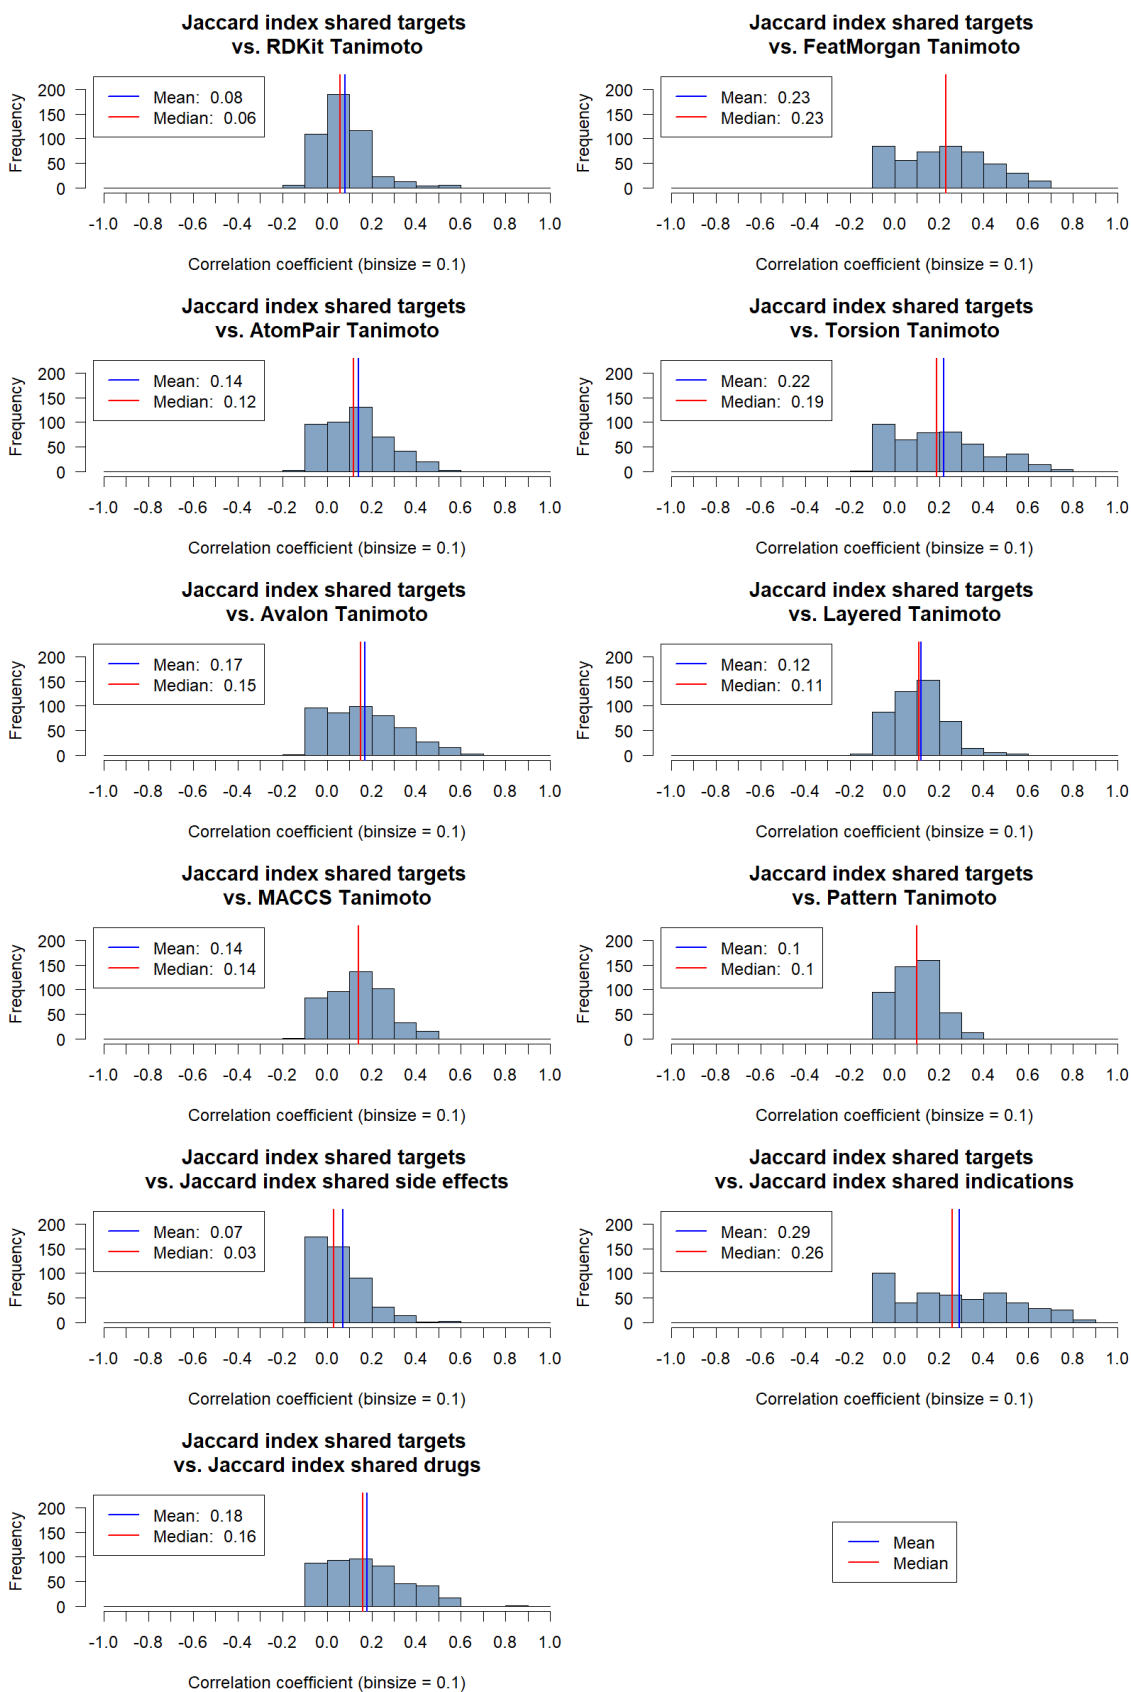 Jaccard index shared targets
vs. RDKit Tanimoto
Mean: 0.08
Median: 0.06
Frequency
200
150
100
50
0
-1.0 -0.8 -0.6 -0.4 -0.2 0.0 0.2 0.4 0.6 0.8 1.0
Correlation coefficient (binsize = 0.1)
Jaccard index shared targets
vs. FeatMorgan Tanimoto
Mean: 0.23
Median: 0.23
Frequency
200
150
100
50
0
-1.0 -0.8 -0.6 -0.4 -0.2 0.0 0.2 0.4 0.6 0.8 1.0
Correlation coefficient (binsize = 0.1)
Jaccard index shared targets
vs. AtomPair Tanimoto
Mean: 0.14
Median: 0.12
Frequency
200
150
100
50
0
-1.0 -0.8 -0.6 -0.4 -0.2 0.0 0.2 0.4 0.6 0.8 1.0
Correlation coefficient (binsize = 0.1)
Jaccard index shared targets
vs. Torsion Tanimoto
Mean: 0.22
Median: 0.19
Frequency
200
150
100
50
0
-1.0 -0.8 -0.6 -0.4 -0.2 0.0 0.2 0.4 0.6 0.8 1.0
Correlation coefficient (binsize = 0.1)
Jaccard index shared targets
vs. Avalon Tanimoto
Mean: 0.17
Median: 0.15
Frequency
200
150
100
50
0
-1.0 -0.8 -0.6 -0.4 -0.2 0.0 0.2 0.4 0.6 0.8 1.0
Correlation coefficient (binsize = 0.1)
Jaccard index shared targets
vs. Layered Tanimoto
Mean: 0.12
Median: 0.11
Frequency
200
150
100
50
0
-1.0 -0.8 -0.6 -0.4 -0.2 0.0 0.2 0.4 0.6 0.8 1.0
Correlation coefficient (binsize = 0.1)
Jaccard index shared targets
vs. MACCS Tanimoto
Mean: 0.14
Median: 0.14
Frequency
200
150
100
50
0
-1.0 -0.8 -0.6 -0.4 -0.2 0.0 0.2 0.4 0.6 0.8 1.0
Correlation coefficient (binsize = 0.1)
Jaccard index shared targets
vs. Pattern Tanimoto
Mean: 0.1
Median: 0.1
Frequency
200
150
100
50
0
-1.0 -0.8 -0.6 -0.4 -0.2 0.0 0.2 0.4 0.6 0.8 1.0
Correlation coefficient (binsize = 0.1)
Jaccard index shared targets
vs. Jaccard index shared side effects
Mean: 0.07
Median: 0.03
Frequency
200
150
100
50
0
-1.0 -0.8 -0.6 -0.4 -0.2 0.0 0.2 0.4 0.6 0.8 1.0
Correlation coefficient (binsize = 0.1)
Jaccard index shared targets
vs. Jaccard index shared indications
Mean: 0.29
Median: 0.26
Frequency
200
150
100
50
0
-1.0 -0.8 -0.6 -0.4 -0.2 0.0 0.2 0.4 0.6 0.8 1.0
Correlation coefficient (binsize = 0.1)
Jaccard index shared targets
vs. Jaccard index shared drugs
Mean: 0.18
Median: 0.16
Frequency
200
150
100
50
0
-1.0 -0.8 -0.6 -0.4 -0.2 0.0 0.2 0.4 0.6 0.8 1.0
Correlation coefficient (binsize = 0.1)
Mean
Median